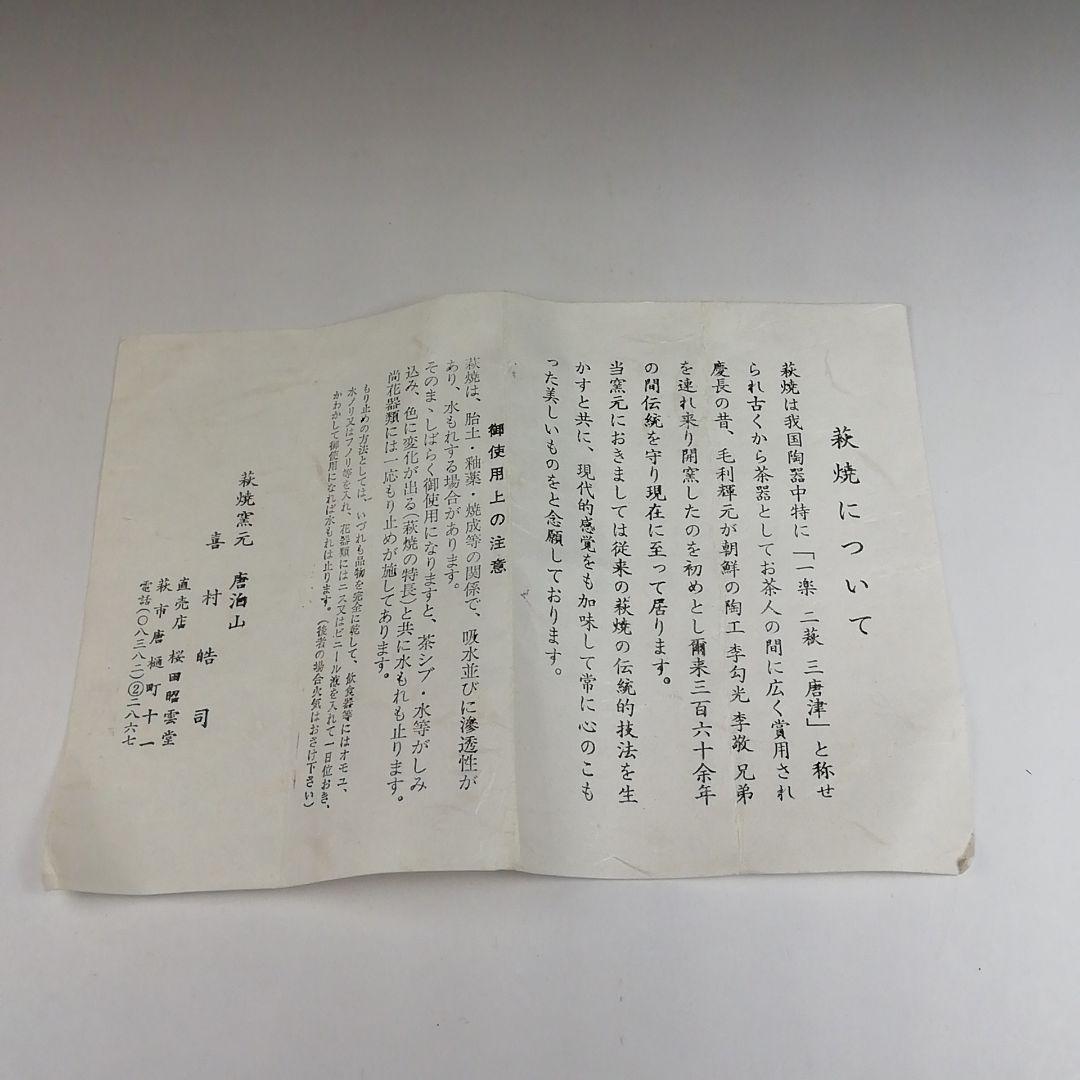 萩焼について
萩焼は我国陶器中特に「一楽 二萩 三唐津」と称せ
られ古くから茶器としてお茶人の間に広く賞用され
慶長の昔、毛利輝元が朝鮮の陶工 李勾光 李敬 兄弟
を連れ来り開窯したのを初めとし爾来三百六十余年
の間伝統を守り現在に至って居ります。
当窯元におきましては従来の萩焼の伝統的技法を生
かすと共に、現代的感覚をも加味して常に心のこも
った美しいものをと念願しております。
御使用上の注意
萩焼は、胎土・釉薬・焼成等の関係で、吸水並びに滲透性が
あり、水もれする場合があります。
そのまゝしばらく御使用になりますと、茶シブ・水等がしみ
込み、色に変化が出る(萩焼の特長)と共に水もれも止ります。
尚花器類には一応もり止めが施してあります。
もり止めの方法としては、いづれも品物を完全に乾して、飲食器等にはオモユ、
水ノリ又はフノリ等を入れ、花器類にはニス又はビニール液を入れて一日位おき、
かわかして御使用になれば水もれは止ります。(後者の場合火気はおさけ下さい)
萩焼窯元 唐泊山
喜村皓司
直売店 桜田昭雲堂
萩市唐樋町十一
電話(〇八三八二)②二八六七